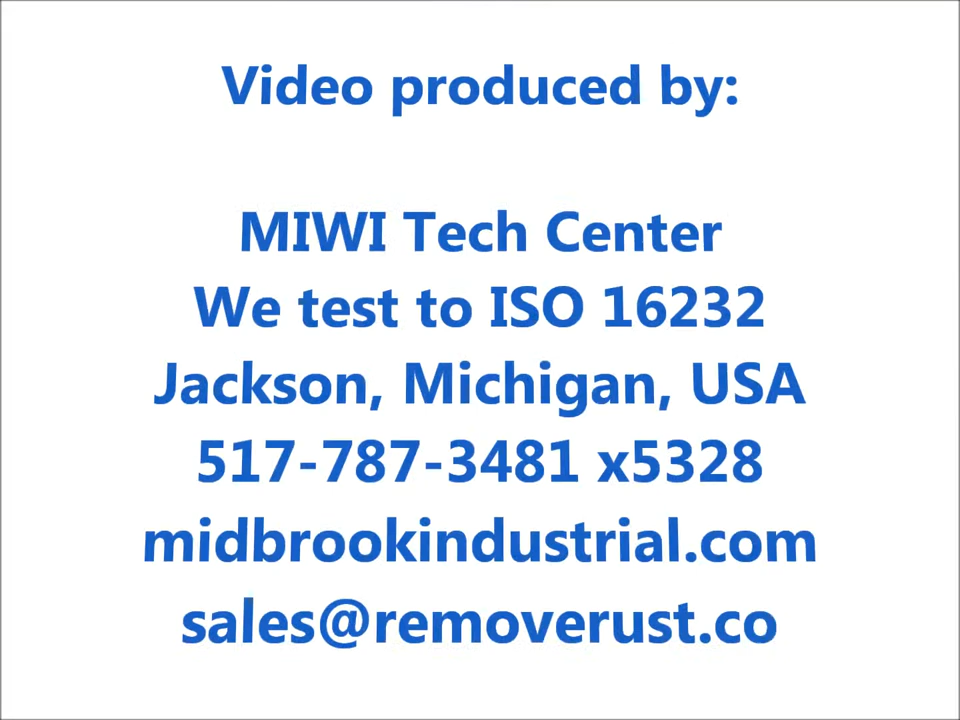 Video produced by:
MIWI Tech Center
We test to ISO 16232
Jackson, Michigan, USA
517-787-3481 x5328
midbrookindustrial.com
sales@removerust.co